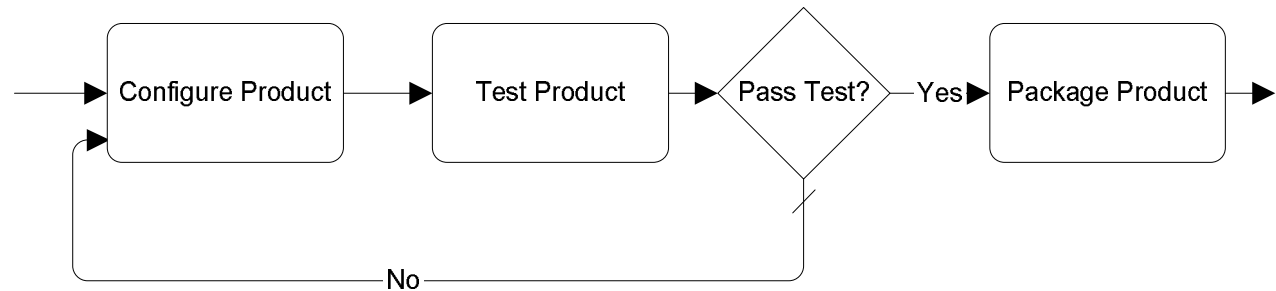 Configure Product
Test Product
Pass Test?
Yes
Package Product
No